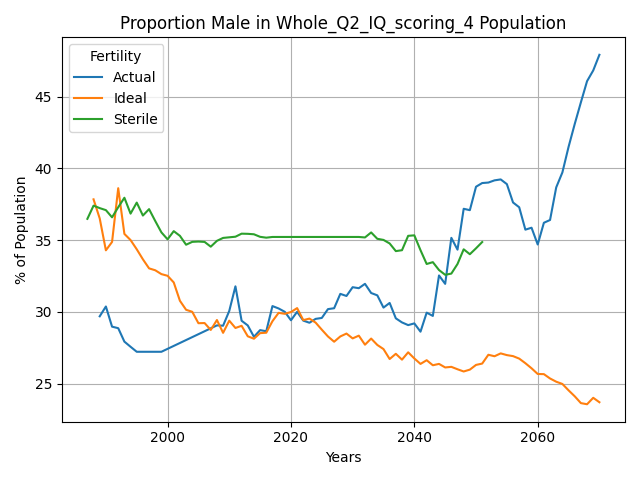 Proportion Male in Whole_Q2_IQ_scoring_4 Population
Fertility
Actual
Ideal
Sterile
45
40
35
30
25
% of Population
2000
2020
2040
2060
Years